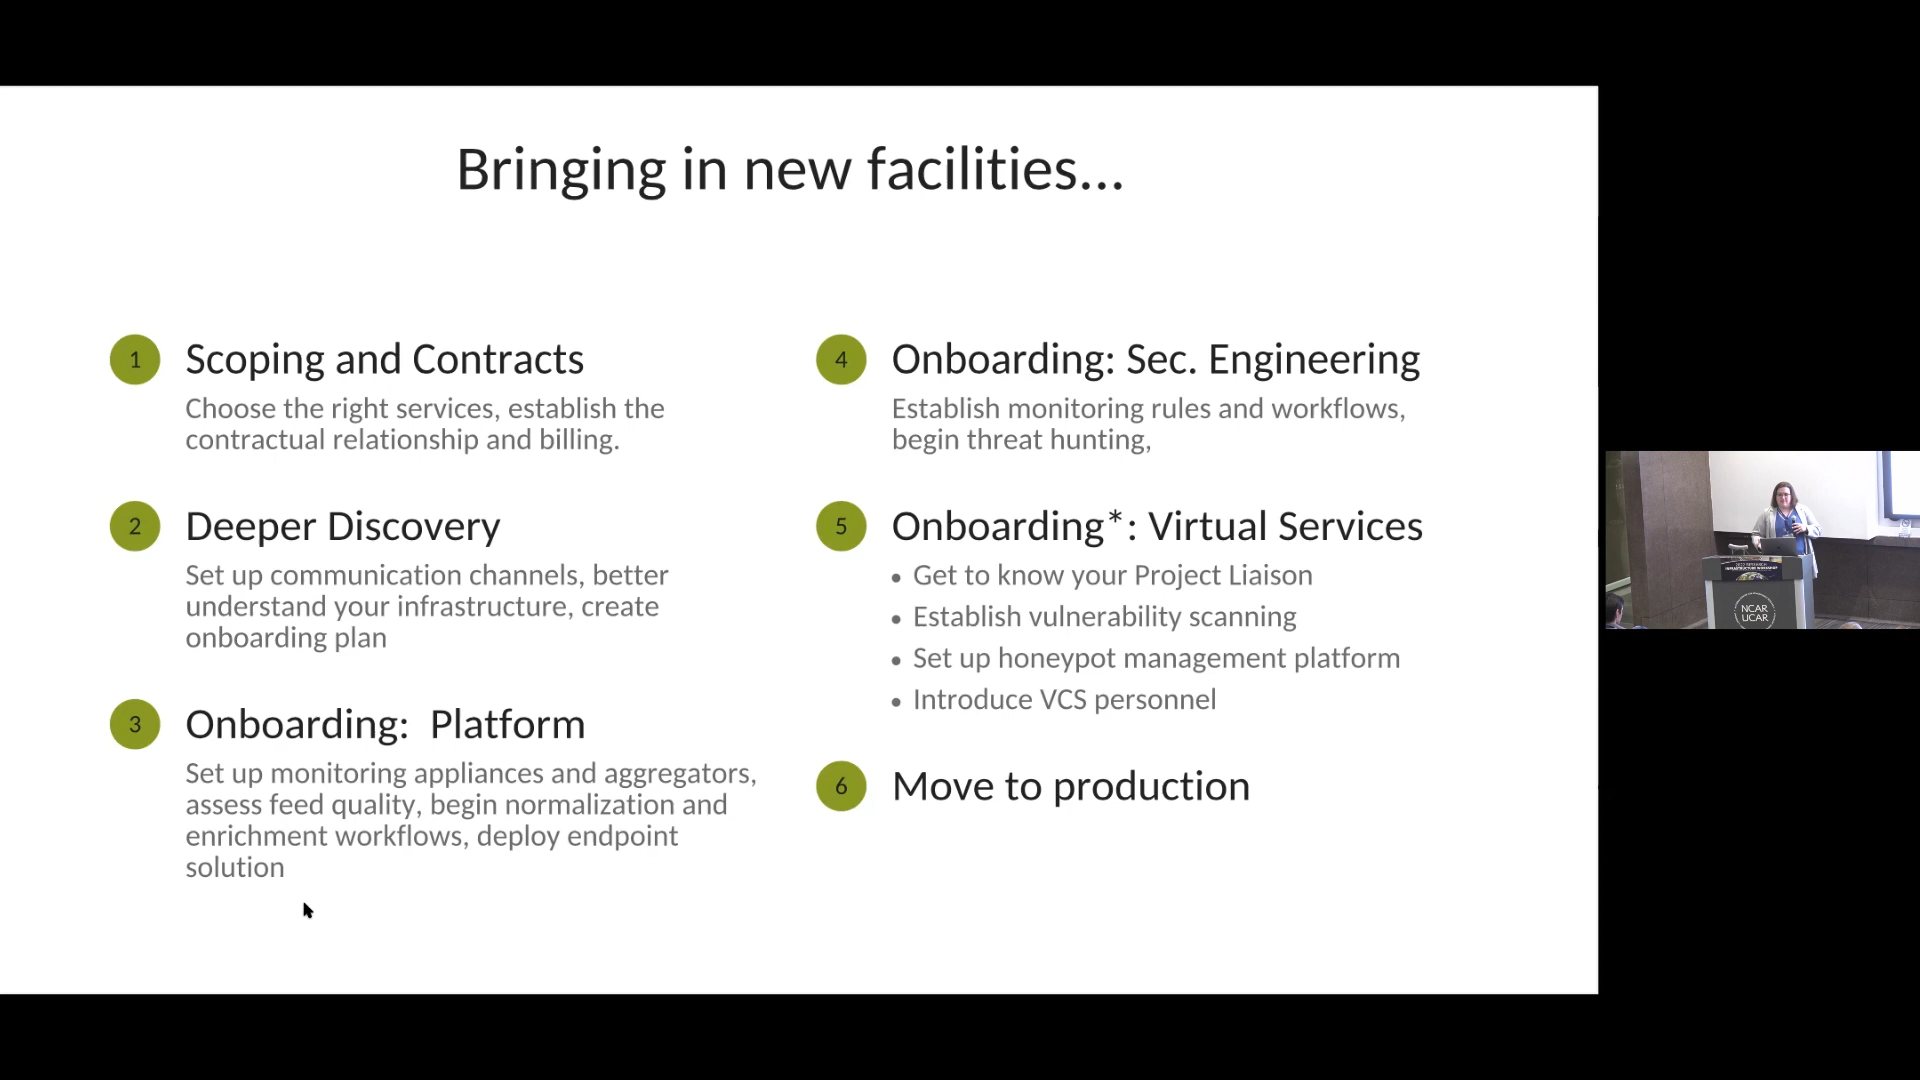 Bringing in new facilities...
1
Scoping and Contracts
Choose the right services, establish the
contractual relationship and billing.
2
Deeper Discovery
Set up communication channels, better
understand your infrastructure, create
onboarding plan
3
Onboarding:  Platform
Set up monitoring appliances and aggregators,
assess feed quality, begin normalization and
enrichment workflows, deploy endpoint
solution
4
Onboarding: Sec. Engineering
Establish monitoring rules and workflows,
begin threat hunting,
5
Onboarding*: Virtual Services
• Get to know your Project Liaison
• Establish vulnerability scanning
• Set up honeypot management platform
• Introduce VCS personnel
6
Move to production
2022 RESEARCH
INFRASTRUCTURE WORKSHOP
NCAR
UCAR